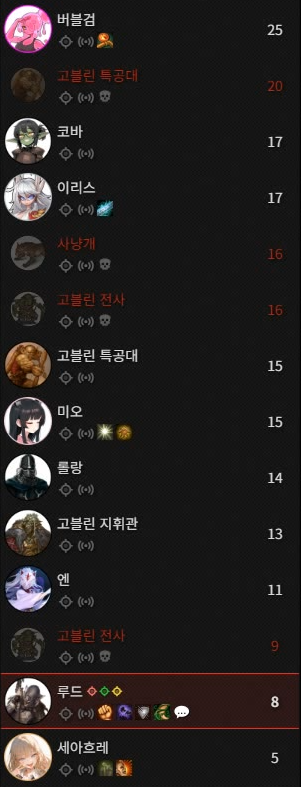 버블검 25
고블린 특공대 20
코바 17
이리스 17
사냥개 16
고블린 전사 16
고블린 특공대 15
미오 15
롤랑 14
고블린 지휘관 13
엔 11
고블린 전사 9
루드 8
세아흐레 5